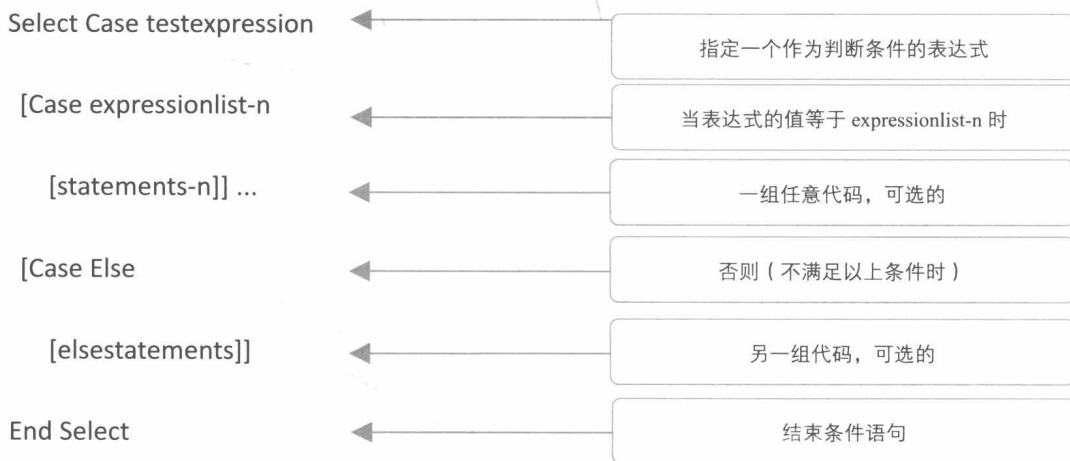 Select Case testexpression
指定一个作为判断条件的表达式
[Case expressionlist-n
当表达式的值等于 expressionlist-n 时
[statements-n]] ...
一组任意代码，可选的
[Case Else
否则（不满足以上条件时）
[elsestatements]]
另一组代码，可选的
End Select
结束条件语句